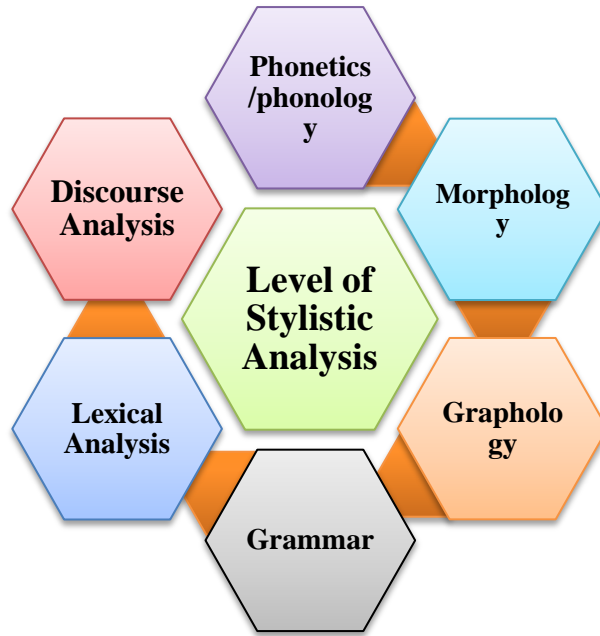 Phonetics
/phonolog
y
Discourse
Analysis
Morpholog
y
Level of
Stylistic
Analysis
Lexical
Analysis
Grapholo
gy
Grammar